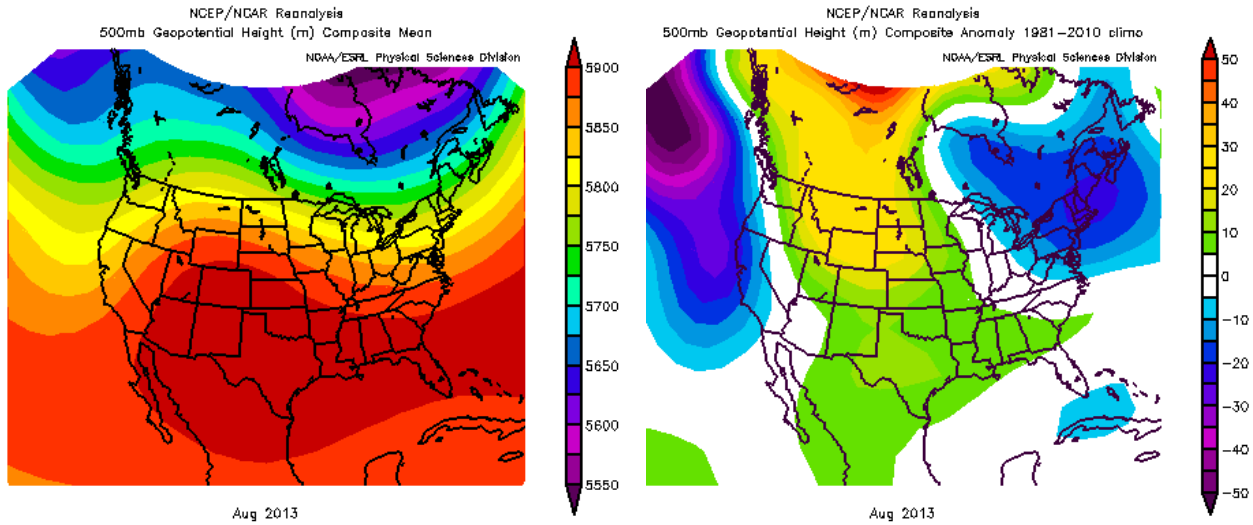 NCEP/NCAR Reanalysis
500mb Geopotential Height (m) Composite Mean
NOAA/ESRL Physical Sciences Division
5900
5850
5800
5750
5700
5650
5600
5550
Aug 2013
NCEP/NCAR Reanalysis
500mb Geopotential Height (m) Composite Anomaly 1981-2010 climo
NOAA/ESRL Physical Sciences Division
50
40
30
20
10
0
-10
-20
-30
-40
-50
Aug 2013